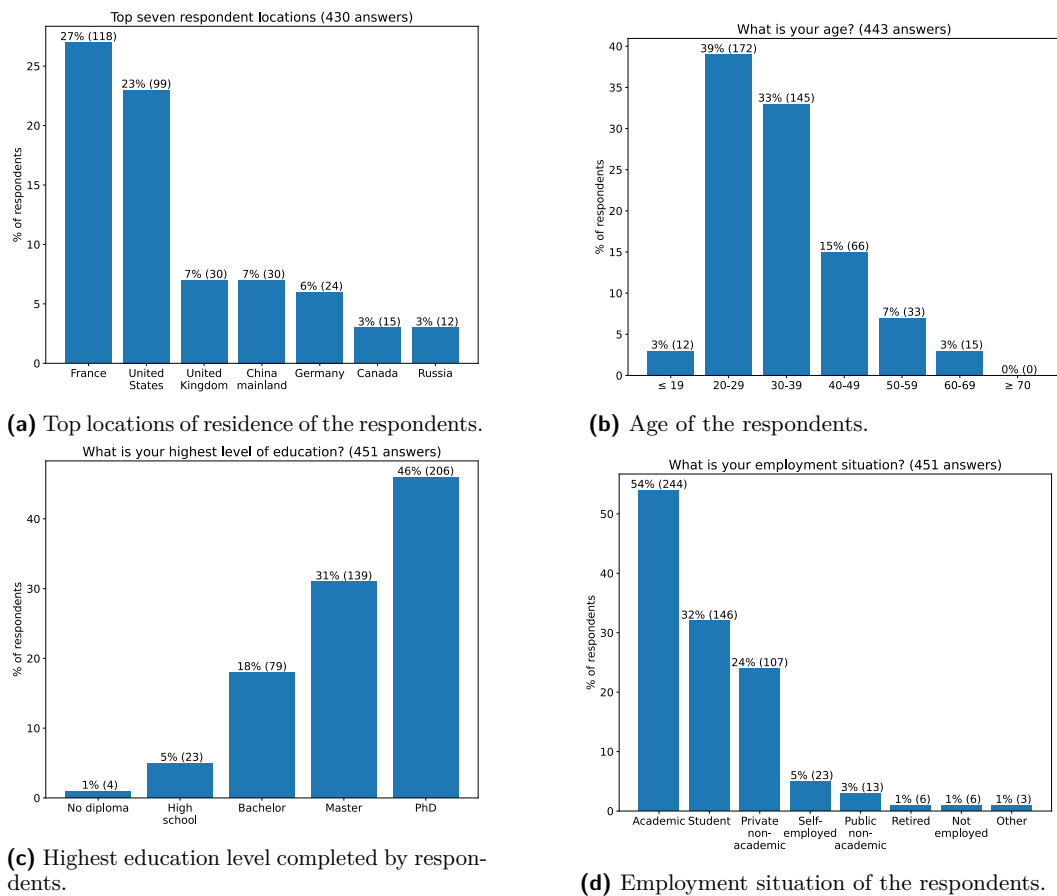 Top seven respondent locations (430 answers)
27% (118)
23% (99)
7% (30)
7% (30)
6% (24)
3% (15)
3% (12)
% of respondents
25
20
15
10
5
0
France
United
States
United
Kingdom
China
mainland
Germany
Canada
Russia
(a) Top locations of residence of the respondents.
What is your age? (443 answers)
39% (172)
33% (145)
15% (66)
7% (33)
3% (12)
3% (15)
0% (0)
% of respondents
40
35
30
25
20
15
10
5
0
≤ 19
20-29
30-39
40-49
50-59
60-69
≥ 70
(b) Age of the respondents.
What is your highest level of education? (451 answers)
46% (206)
31% (139)
18% (79)
5% (23)
1% (4)
% of respondents
40
30
20
10
0
No diploma
High
school
Bachelor
Master
PhD
(c) Highest education level completed by respon-
dents.
What is your employment situation? (451 answers)
54% (244)
32% (146)
24% (107)
5% (23)
3% (13)
1% (6)
1% (6)
1% (3)
% of respondents
50
40
30
20
10
0
Academic
Student
Private
non-
academic
Self-
employed
Public
non-
academic
Retired
Not
employed
Other
(d) Employment situation of the respondents.